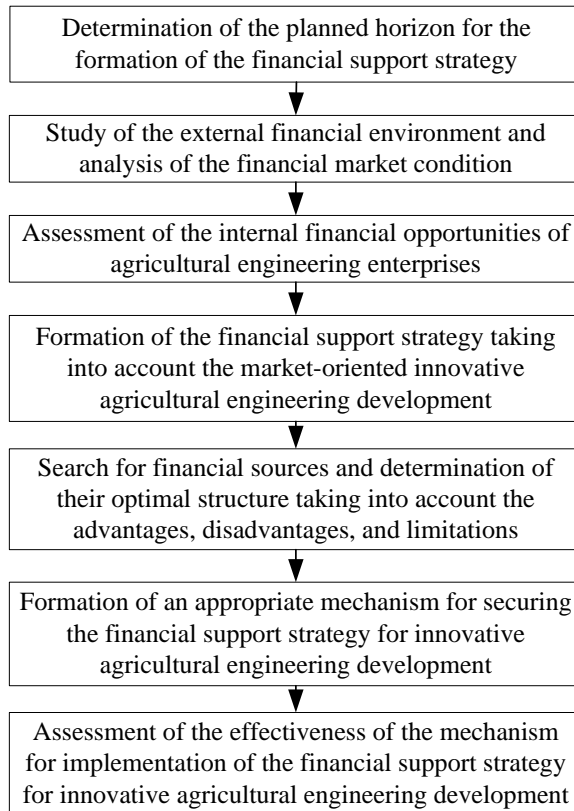 Determination of the planned horizon for the
formation of the financial support strategy
Study of the external financial environment and
analysis of the financial market condition
Assessment of the internal financial opportunities of
agricultural engineering enterprises
Formation of the financial support strategy taking
into account the market-oriented innovative
agricultural engineering development
Search for financial sources and determination of
their optimal structure taking into account the
advantages, disadvantages, and limitations
Formation of an appropriate mechanism for securing
the financial support strategy for innovative
agricultural engineering development
Assessment of the effectiveness of the mechanism
for implementation of the financial support strategy
for innovative agricultural engineering development